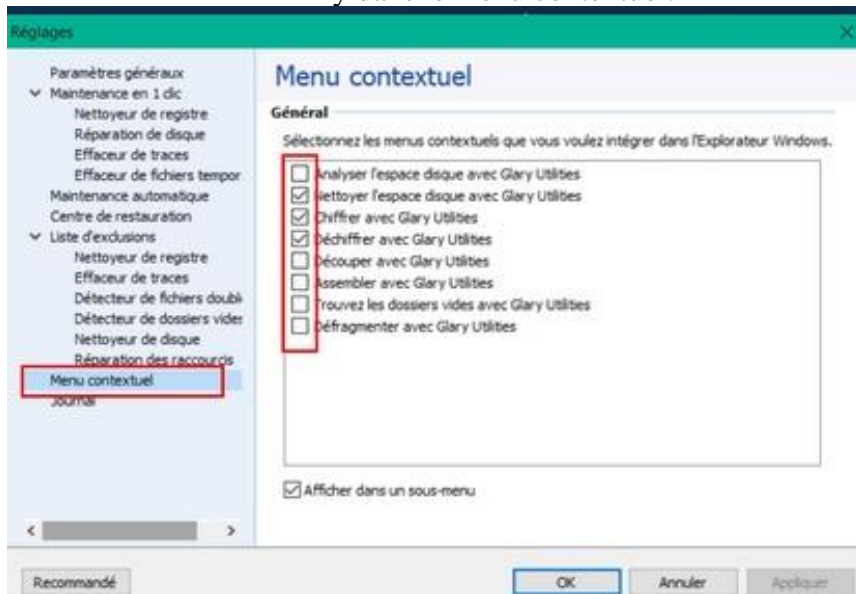 Réglages
Paramètres généraux
Maintenance en 1 clic
Nettoyeur de registre
Réparation de disque
Effaceur de traces
Effaceur de fichiers tempor
Maintenance automatique
Centre de restauration
Liste d'exclusions
Nettoyeur de registre
Effaceur de traces
Détecteur de fichiers doubl
Détecteur de dossiers vides
Nettoyeur de disque
Réparation des raccourcis
Menu contextuel
Journal
Menu contextuel
Général
Sélectionnez les menus contextuels que vous voulez intégrer dans l'Explorateur Windows.
Analyser l'espace disque avec Glary Utilities
Nettoyer l'espace disque avec Glary Utilities
Chiffrer avec Glary Utilities
Déchiffrer avec Glary Utilities
Découper avec Glary Utilities
Assembler avec Glary Utilities
Trouvez les dossiers vides avec Glary Utilities
Défragmenter avec Glary Utilities
Afficher dans un sous-menu
Recommandé
OK
Annuler
Appliquer